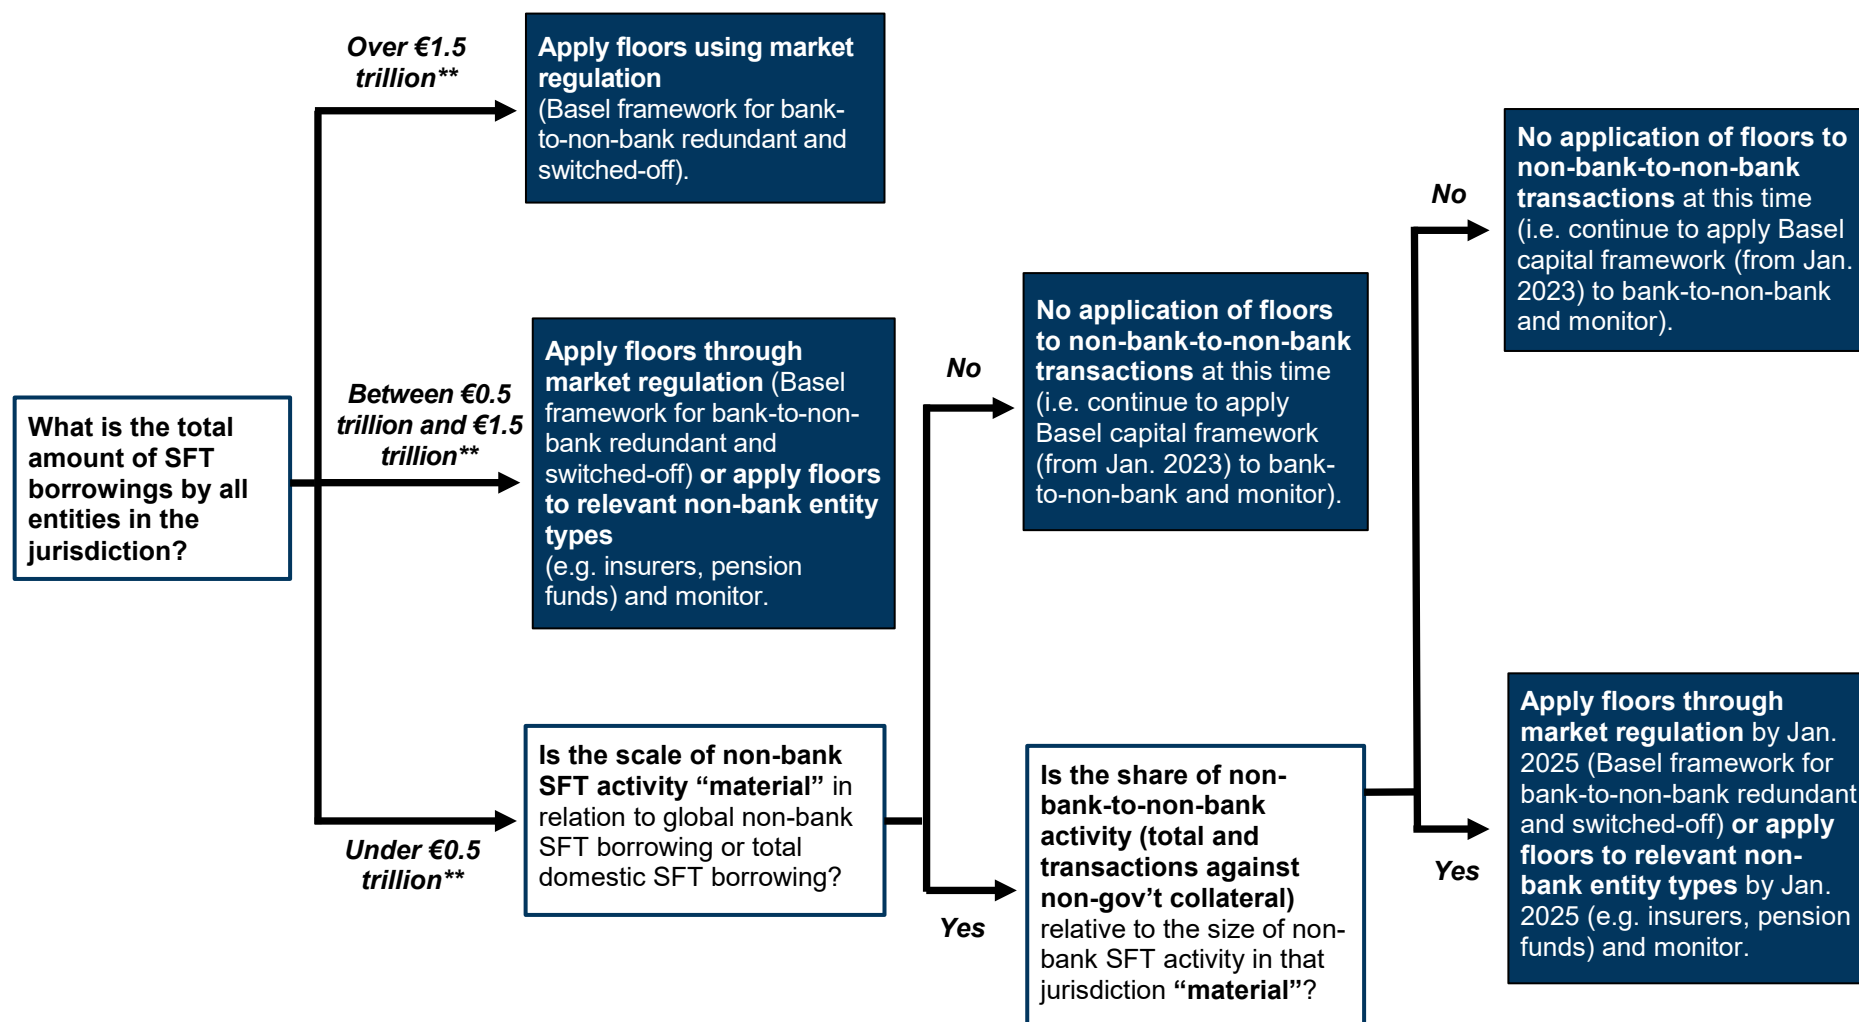 What is the total
amount of SFT
borrowings by all
entities in the
jurisdiction?
Over €1.5
trillion**
Apply floors using market
regulation
(Basel framework for bank-
to-non-bank redundant and
switched-off).
Between €0.5
trillion and €1.5
trillion**
Apply floors through
market regulation (Basel
framework for bank-to-non-
bank redundant and
switched-off) or apply floors
to relevant non-bank entity
types
(e.g. insurers, pension
funds) and monitor.
Under €0.5
trillion**
Is the scale of non-bank
SFT activity “material” in
relation to global non-bank
SFT borrowing or total
domestic SFT borrowing?
No
No application of floors
to non-bank-to-non-bank
transactions at this time
(i.e. continue to apply
Basel capital framework
(from Jan. 2023) to bank-
to-non-bank and monitor).
Yes
Is the share of non-
bank-to-non-bank
activity (total and
transactions against
non-gov’t collateral)
relative to the size of non-
bank SFT activity in that
jurisdiction “material”?
No
No application of floors to
non-bank-to-non-bank
transactions at this time
(i.e. continue to apply Basel
capital framework (from Jan.
2023) to bank-to-non-bank
and monitor).
Yes
Apply floors through
market regulation by Jan.
2025 (Basel framework for
bank-to-non-bank redundant
and switched-off) or apply
floors to relevant non-
bank entity types by Jan.
2025 (e.g. insurers, pension
funds) and monitor.